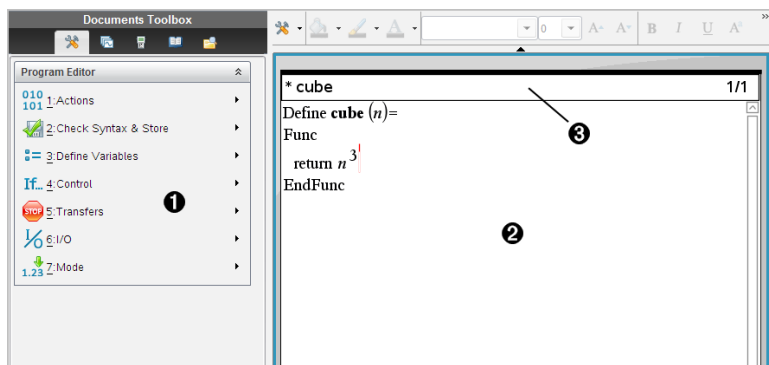 Documents Toolbox
Program Editor
1:Actions
2:Check Syntax & Store
3:Define Variables
If... 4:Control
STOP 5:Transfers
I/O 6:I/O
1.23 7:Mode
010
101
❶
0
A A B I U A
»
* cube 1/1
Define cube (n)=
Func
return n³
EndFunc
❸
❷